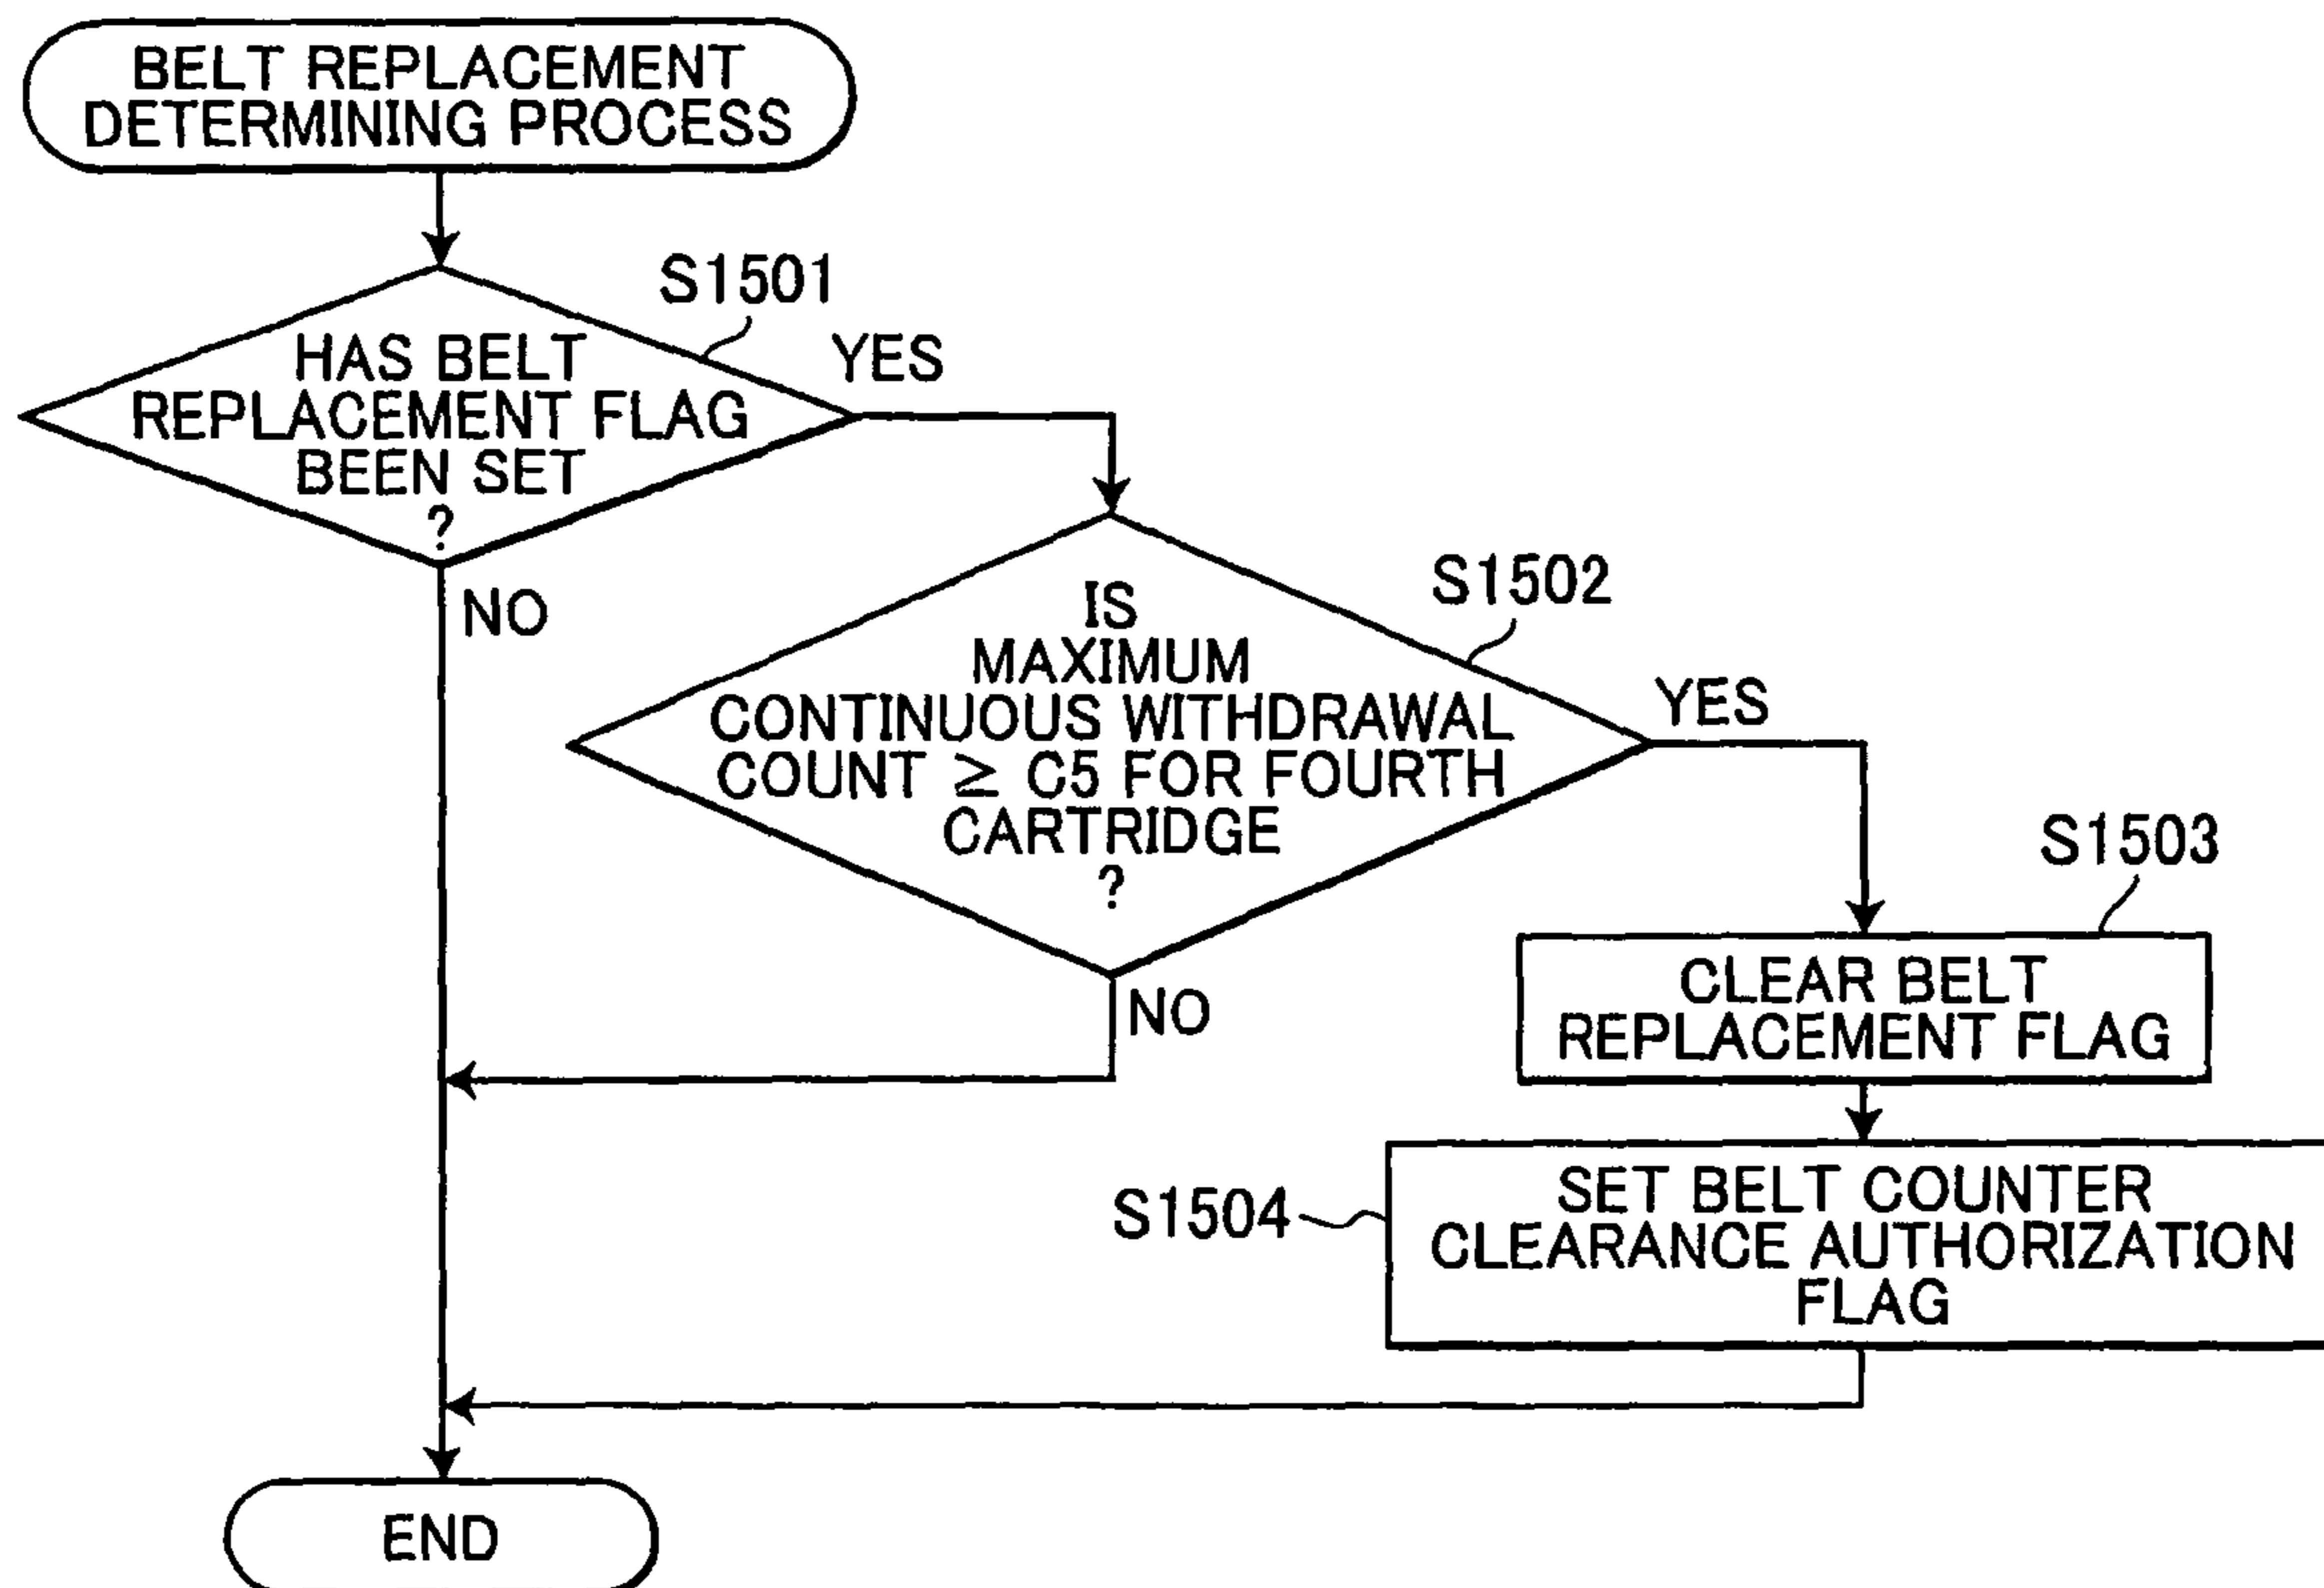 BELT REPLACEMENT
DETERMINING PROCESS
S1501
HAS BELT
REPLACEMENT FLAG
BEEN SET
?
YES
NO
S1502
IS
MAXIMUM
CONTINUOUS WITHDRAWAL
COUNT ≧ C5 FOR FOURTH
CARTRIDGE
?
YES
NO
S1503
CLEAR BELT
REPLACEMENT FLAG
S1504
SET BELT COUNTER
CLEARANCE AUTHORIZATION
FLAG
END